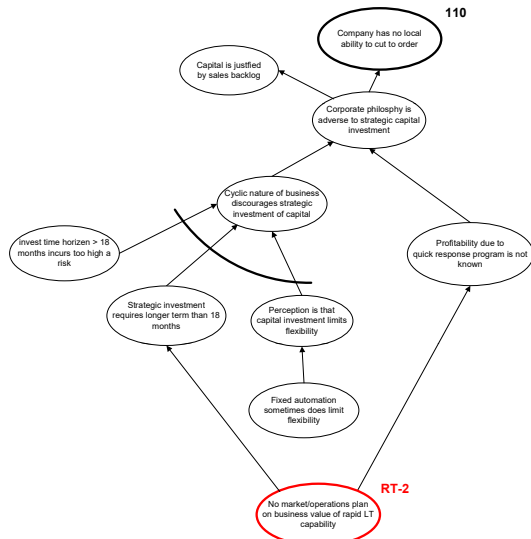 110
Company has no local
ability to cut to order
Capital is justfied
by sales backlog
Corporate philosphy is
adverse to strategic capital
investment
Cyclic nature of business
discourages strategic
investment of capital
invest time horizen > 18
months incurs too high a
risk
Profitability due to
quick response program is not
known
Strategic investment
requires longer term than 18
months
Perception is that
capital investment limits
flexibility
Fixed automation
sometimes does limit
flexibility
RT-2
No market/operations plan
on business value of rapid LT
capability